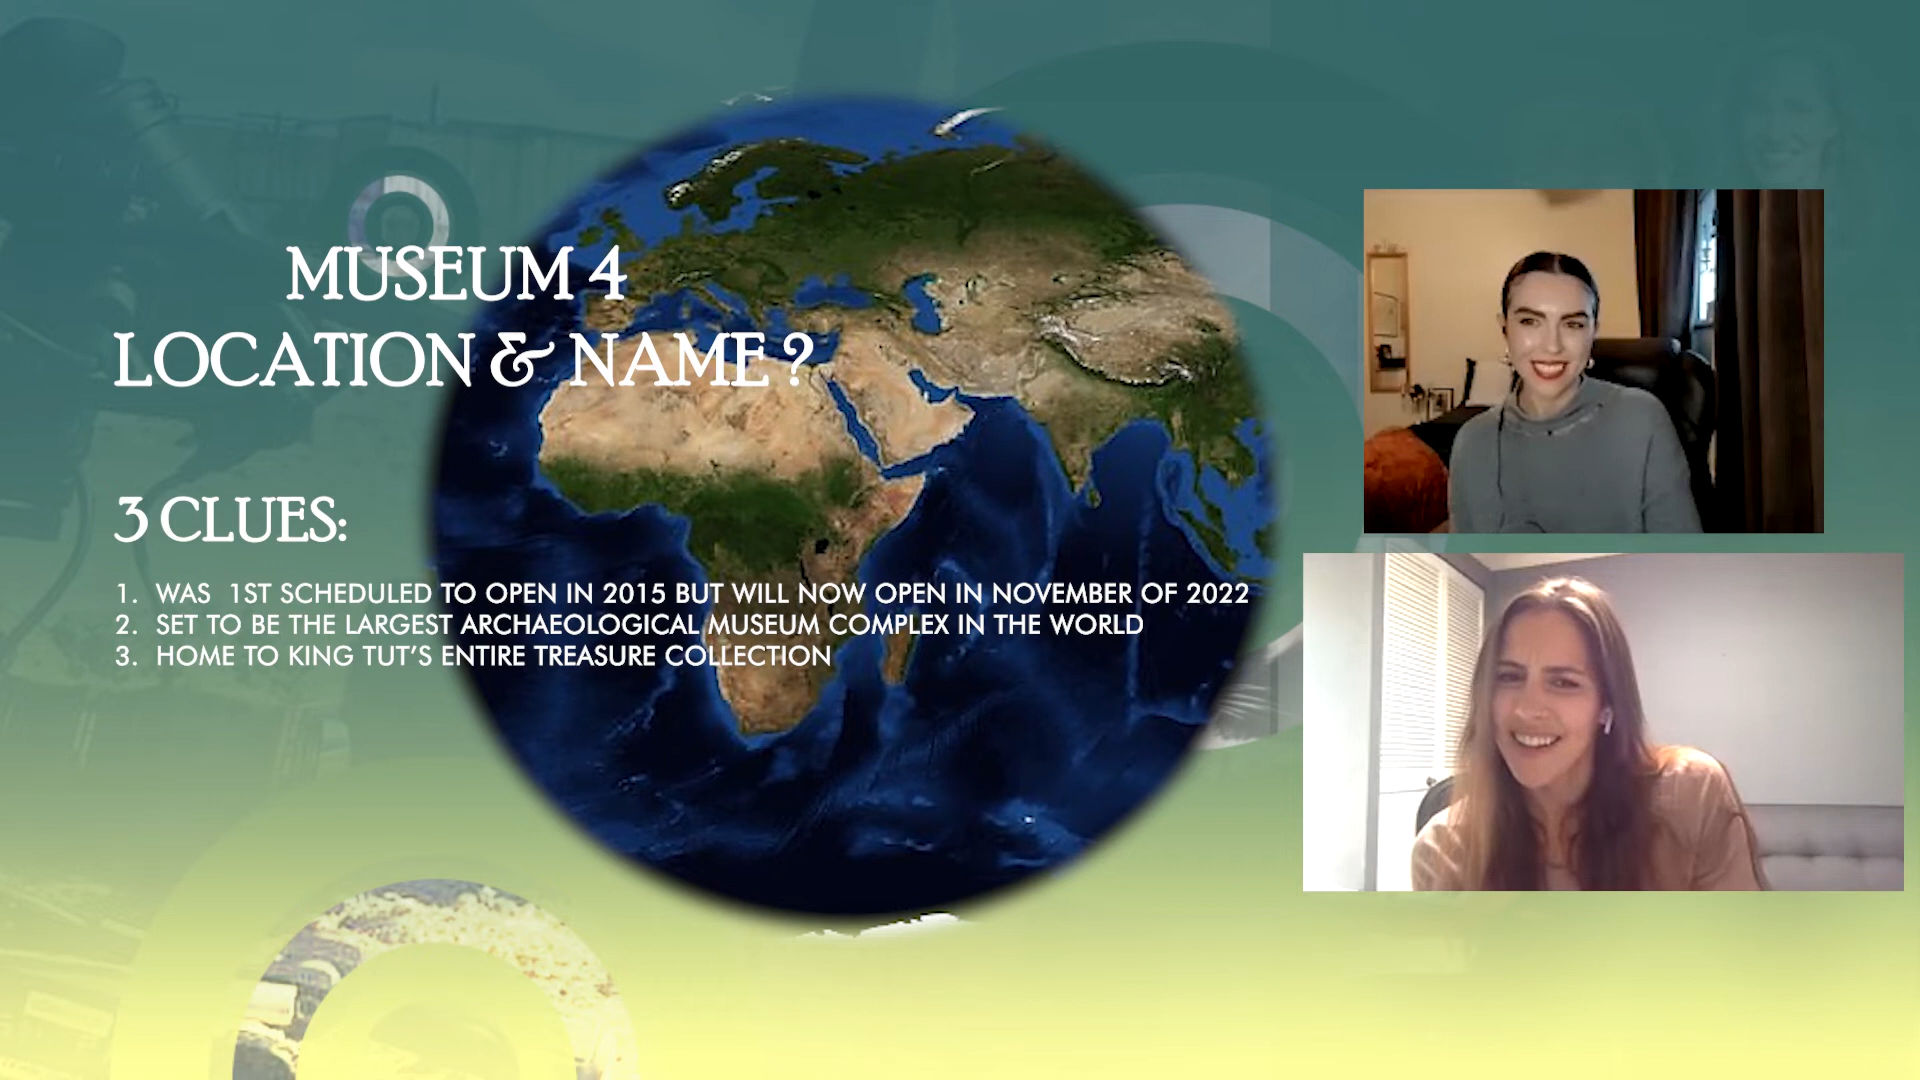 MUSEUM 4
LOCATION & NAME ?
3 CLUES:
1. WAS 1ST SCHEDULED TO OPEN IN 2015 BUT WILL NOW OPEN IN NOVEMBER OF 2022
2. SET TO BE THE LARGEST ARCHAEOLOGICAL MUSEUM COMPLEX IN THE WORLD
3. HOME TO KING TUT'S ENTIRE TREASURE COLLECTION